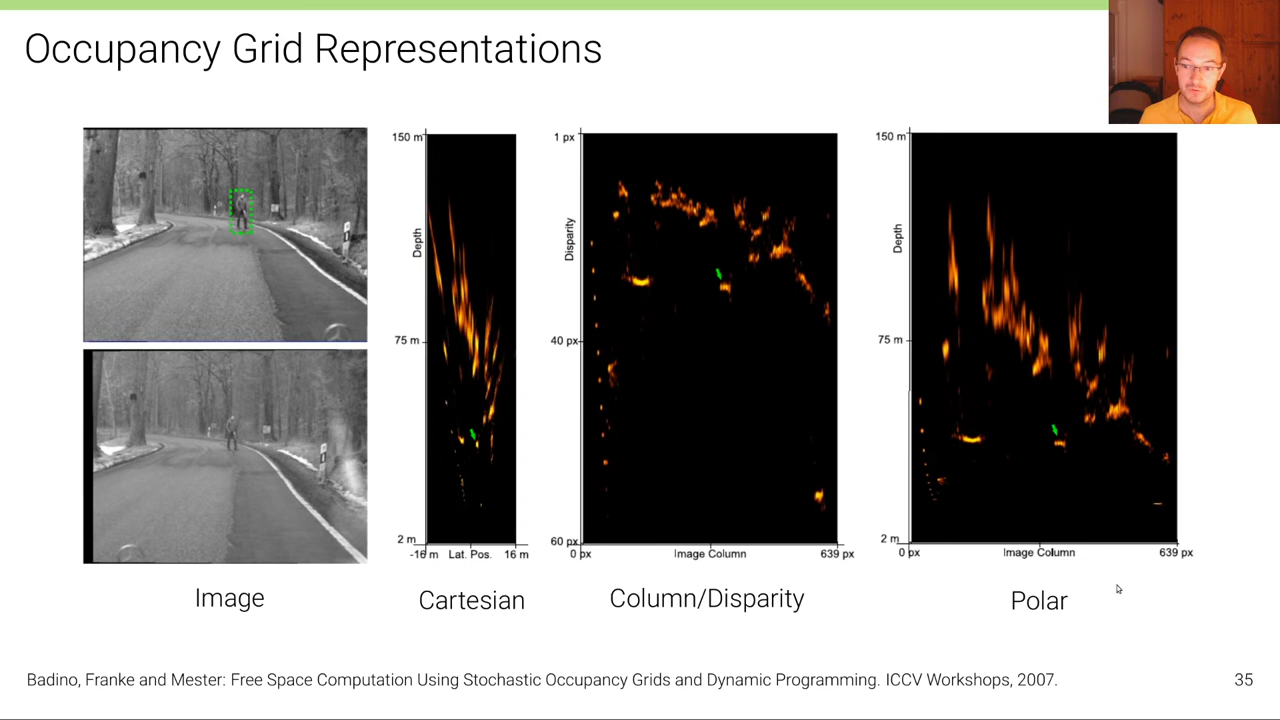 Occupancy Grid Representations
150 m
Depth
75 m
2 m
-16 m Lat. Pos. 16 m
1 px
Disparity
40 px
60 px
0 px Image Column 639 px
150 m
Depth
75 m
2 m
0 px Image Column 639 px
Image
Cartesian
Column/Disparity
Polar
Badino, Franke and Mester: Free Space Computation Using Stochastic Occupancy Grids and Dynamic Programming. ICCV Workshops, 2007.
35